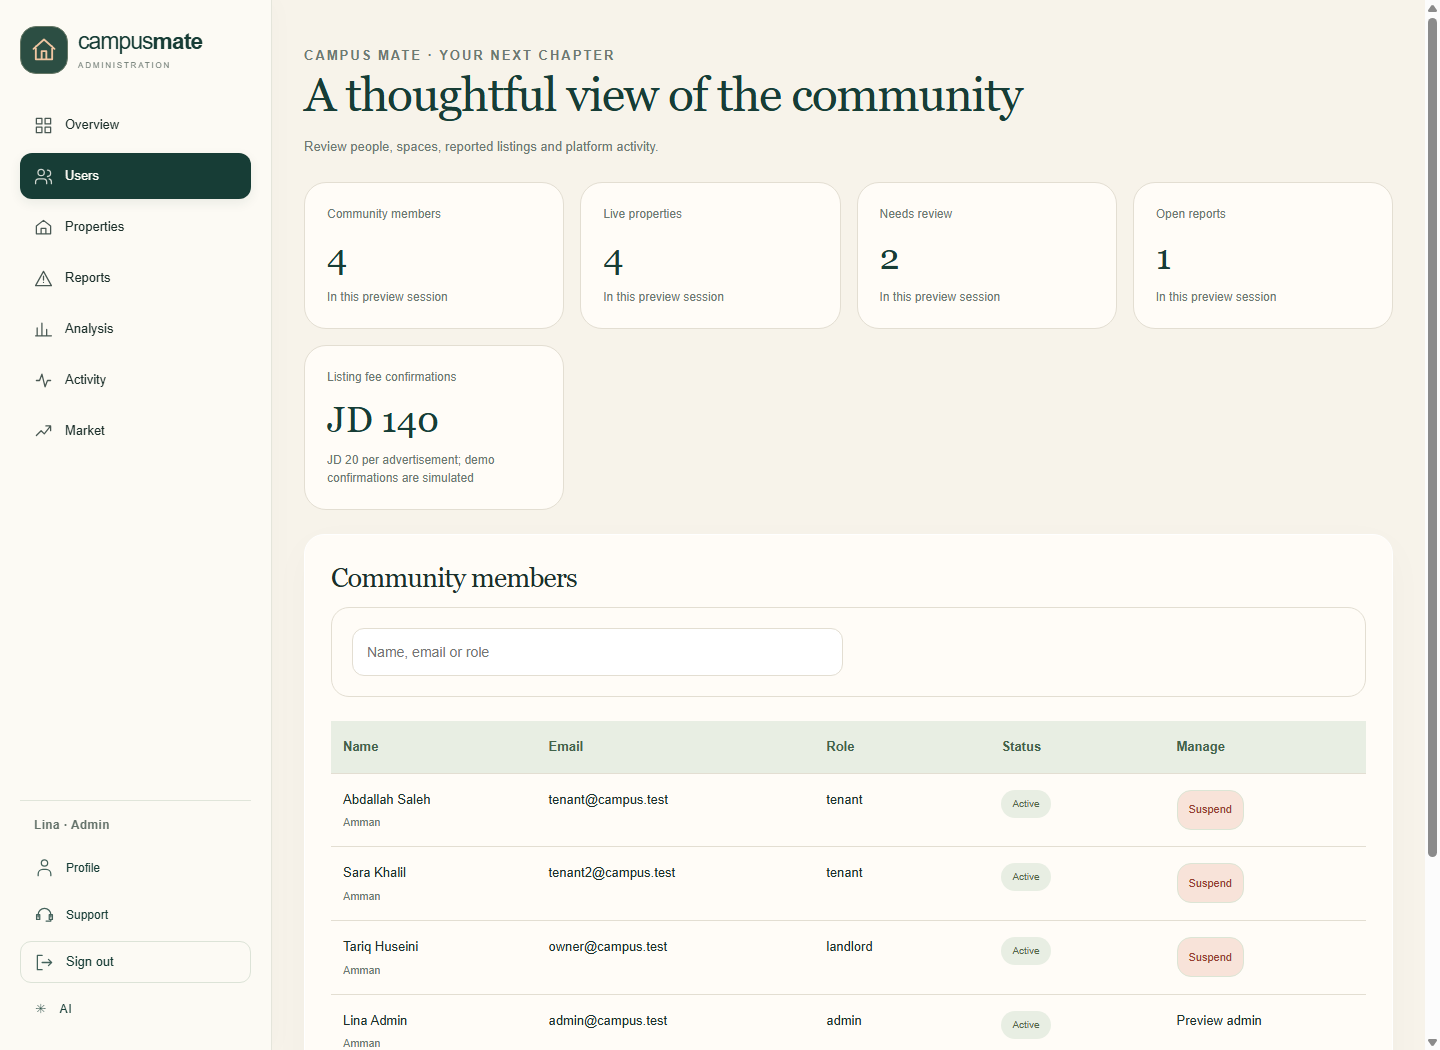 campusmate
ADMINISTRATION
Overview
Users
Properties
Reports
Analysis
Activity
Market
Lina · Admin
Profile
Support
Sign out
AI
CAMPUS MATE · YOUR NEXT CHAPTER
A thoughtful view of the community
Review people, spaces, reported listings and platform activity.
Community members
4
In this preview session
Live properties
4
In this preview session
Needs review
2
In this preview session
Open reports
1
In this preview session
Listing fee confirmations
JD 140
JD 20 per advertisement; demo
confirmations are simulated
Community members
Name, email or role
Name Email Role Status Manage
Abdallah Saleh tenant@campus.test tenant Active Suspend
Amman
Sara Khalil tenant2@campus.test tenant Active Suspend
Amman
Tariq Huseini owner@campus.test landlord Active Suspend
Amman
Lina Admin admin@campus.test admin Active Preview admin
Amman